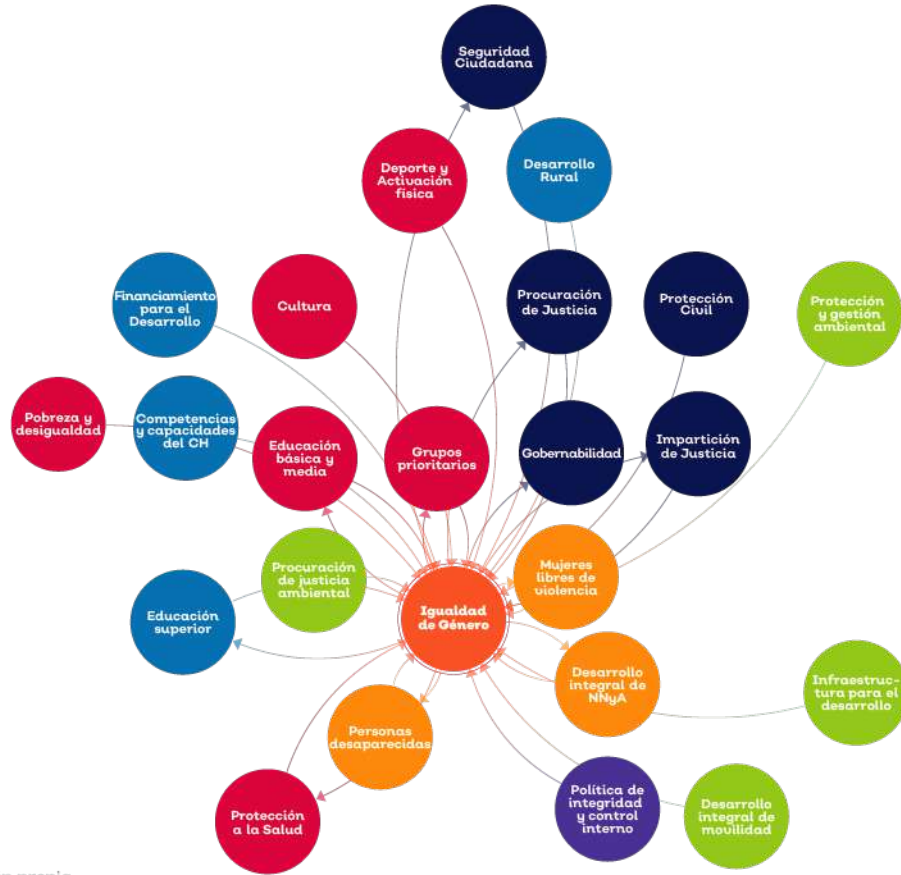 Seguridad
Ciudadana
Deporte y
Activación
física
Desarrollo
Rural
Financiamiento
para el
Desarrollo
Cultura
Procuración
de Justicia
Protección
Civil
Protección
y gestión
ambiental
Pobreza y
desigualdad
Competencias
y capacidades
del CH
Educación
básica y
media
Grupos
prioritarios
Gobernabilidad
Impartición
de Justicia
Procuración
de justicia
ambiental
Mujeres
libres de
violencia
Educación
superior
Igualdad
de Género
Desarrollo
integral de
NNyA
Infraestruc-
tura para el
desarrollo
Personas
desaparecidas
Protección
a la Salud
Política de
integridad
y control
interno
Desarrollo
integral de
movilidad